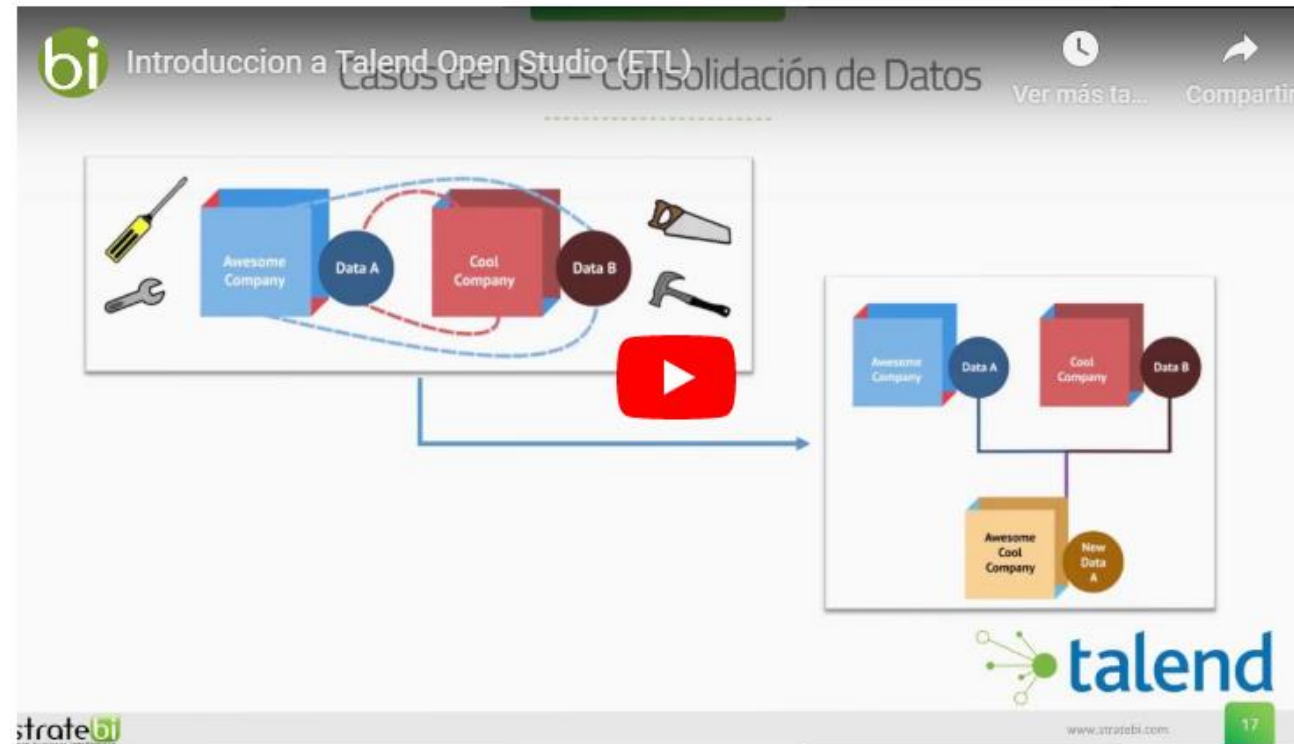 bi
Introduccion a Talend Open Studio (ETL)
Casos de Uso – Consolidación de Datos
Ver más ta...
Compartir
Awesome
Company
Data A
Cool
Company
Data B
Awesome
Company
Data A
Cool
Company
Data B
Awesome
Cool
Company
New
Data
A
talend
stratebi
www.stratebi.com
17